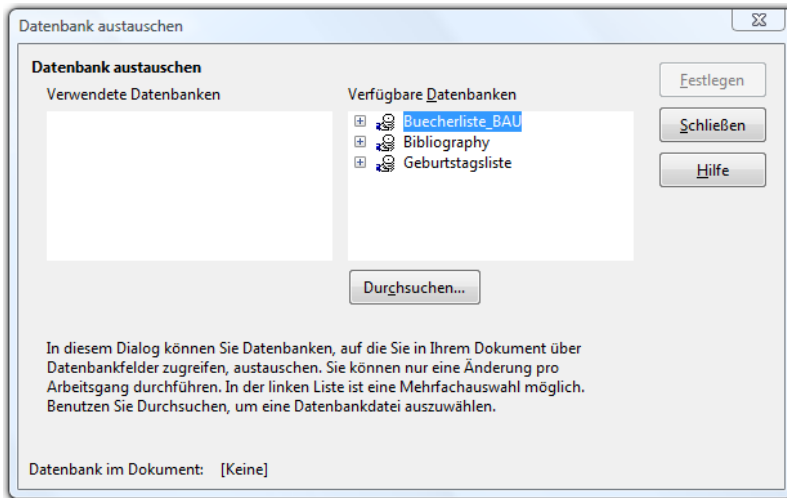 Datenbank austauschen
Datenbank austauschen
Verwendete Datenbanken
Verfügbare Datenbanken
Buecherliste_BAU
Bibliography
Geburtstagsliste
Durchsuchen...
Festlegen
Schließen
Hilfe
In diesem Dialog können Sie Datenbanken, auf die Sie in Ihrem Dokument über
Datenbankfelder zugreifen, austauschen. Sie können nur eine Änderung pro
Arbeitsgang durchführen. In der linken Liste ist eine Mehrfachauswahl möglich.
Benutzen Sie Durchsuchen, um eine Datenbankdatei auszuwählen.
Datenbank im Dokument: [Keine]